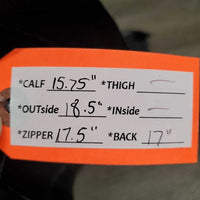 *CALF 15.75" *THIGH —
*OUTside 18.5" *INside —
*ZIPPER 17.5" *BACK 17"